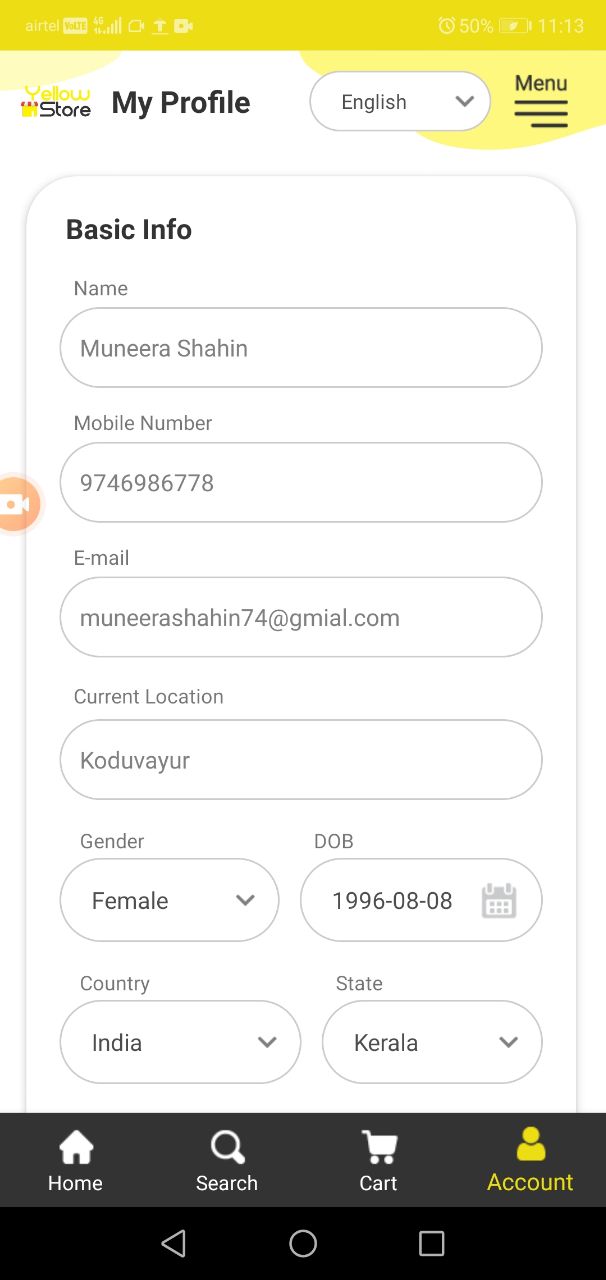 airtel VoLTE 4G 50% 11:13
Yellow Store
My Profile
English
Menu
Basic Info
Name
Muneera Shahin
Mobile Number
9746986778
E-mail
muneerashahin74@gmial.com
Current Location
Koduvayur
Gender DOB
Female 1996-08-08
Country State
India Kerala
Home Search Cart Account